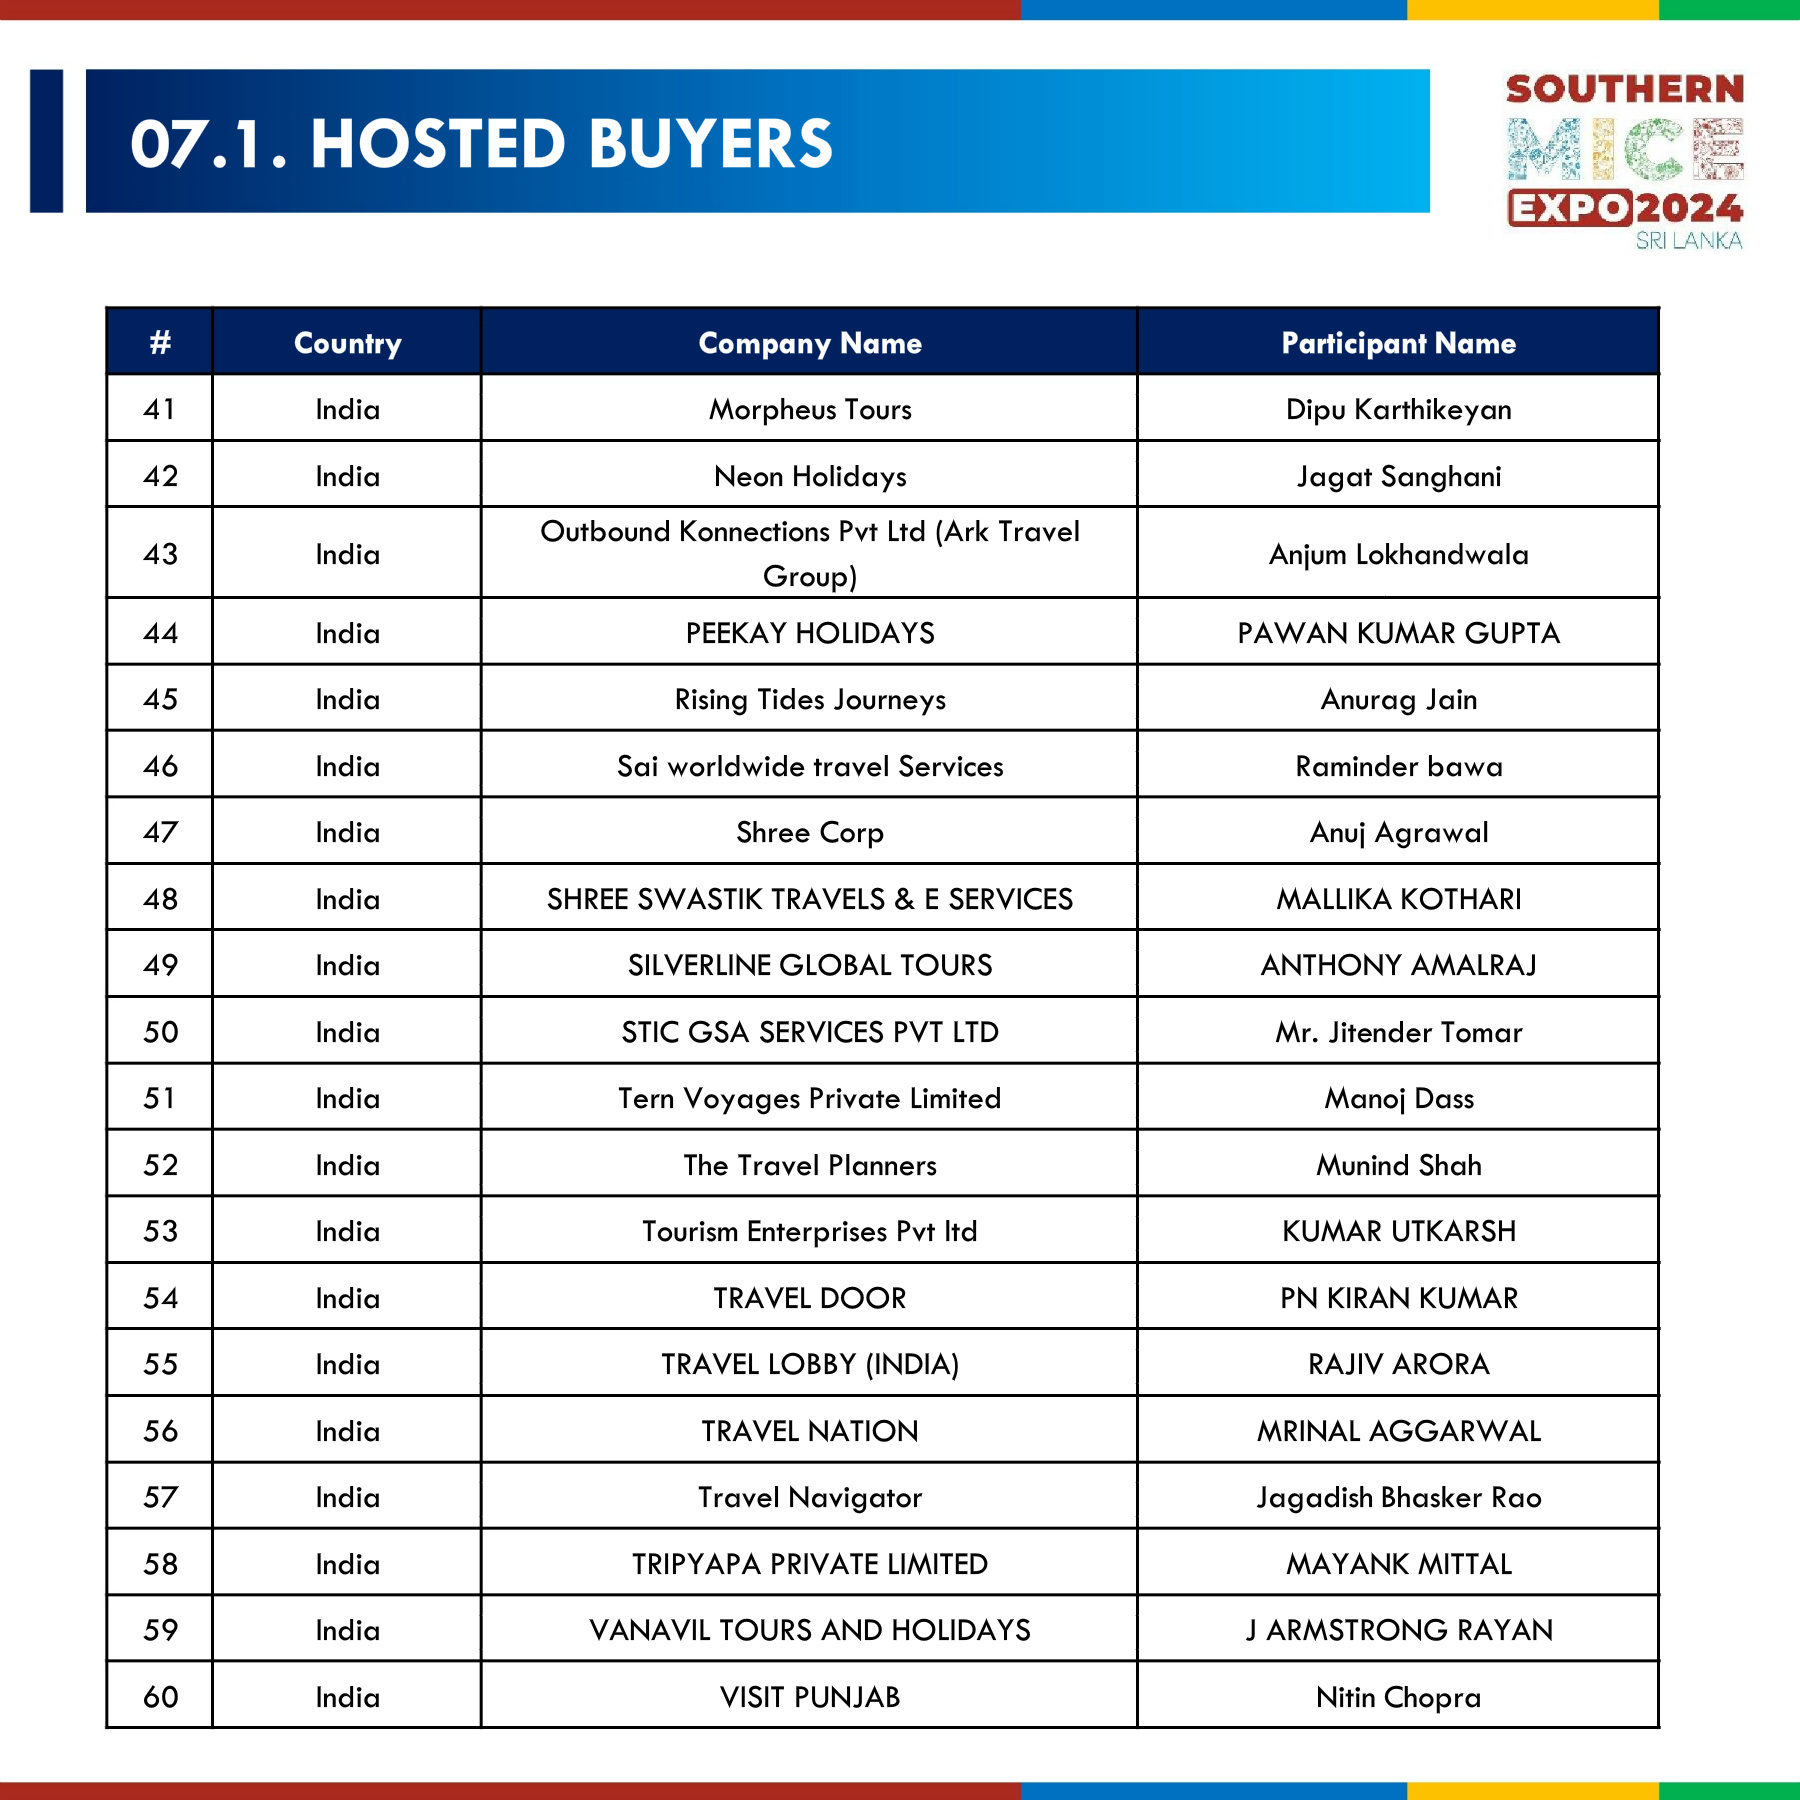 07.1. HOSTED BUYERS
SOUTHERN
MICE
EXPO2024
SRI LANKA
# Country Company Name Participant Name
41 India Morpheus Tours Dipu Karthikeyan
42 India Neon Holidays Jagat Sanghani
43 India Outbound Konnections Pvt Ltd (Ark Travel
Group) Anjum Lokhandwala
44 India PEEKAY HOLIDAYS PAWAN KUMAR GUPTA
45 India Rising Tides Journeys Anurag Jain
46 India Sai worldwide travel Services Raminder bawa
47 India Shree Corp Anuj Agrawal
48 India SHREE SWASTIK TRAVELS & E SERVICES MALLIKA KOTHARI
49 India SILVERLINE GLOBAL TOURS ANTHONY AMALRAJ
50 India STIC GSA SERVICES PVT LTD Mr. Jitender Tomar
51 India Tern Voyages Private Limited Manoj Dass
52 India The Travel Planners Munind Shah
53 India Tourism Enterprises Pvt ltd KUMAR UTKARSH
54 India TRAVEL DOOR PN KIRAN KUMAR
55 India TRAVEL LOBBY (INDIA) RAJIV ARORA
56 India TRAVEL NATION MRINAL AGGARWAL
57 India Travel Navigator Jagadish Bhasker Rao
58 India TRIPYAPA PRIVATE LIMITED MAYANK MITTAL
59 India VANAVIL TOURS AND HOLIDAYS J ARMSTRONG RAYAN
60 India VISIT PUNJAB Nitin Chopra